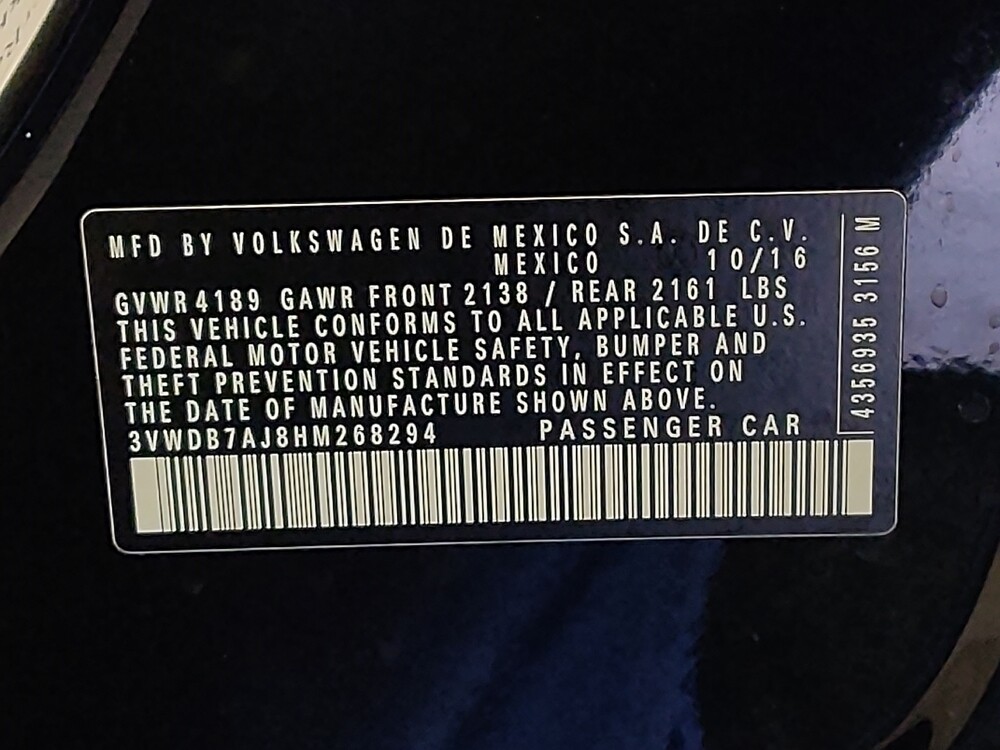 MFD BY VOLKSWAGEN DE MEXICO S.A. DE C.V.
MEXICO 10/16
GVWR 4189 GAWR FRONT 2138 / REAR 2161 LBS
THIS VEHICLE CONFORMS TO ALL APPLICABLE U.S.
FEDERAL MOTOR VEHICLE SAFETY, BUMPER AND
THEFT PREVENTION STANDARDS IN EFFECT ON
THE DATE OF MANUFACTURE SHOWN ABOVE.
3VWDB7AJ8HM268294 PASSENGER CAR
4356935 3156 M